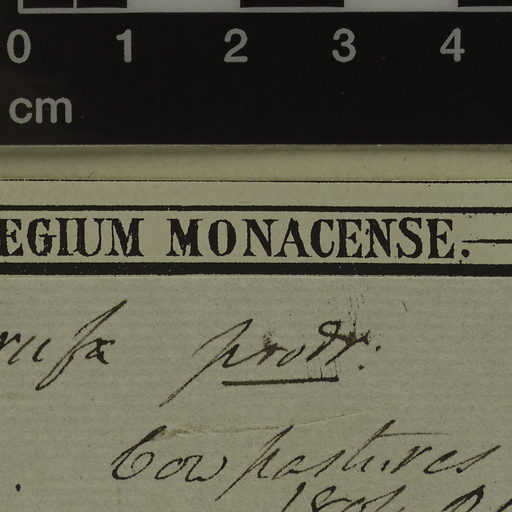 0 1 2 3 4
cm
EGIUM MONACENSE.
prodr.
Cowpastures